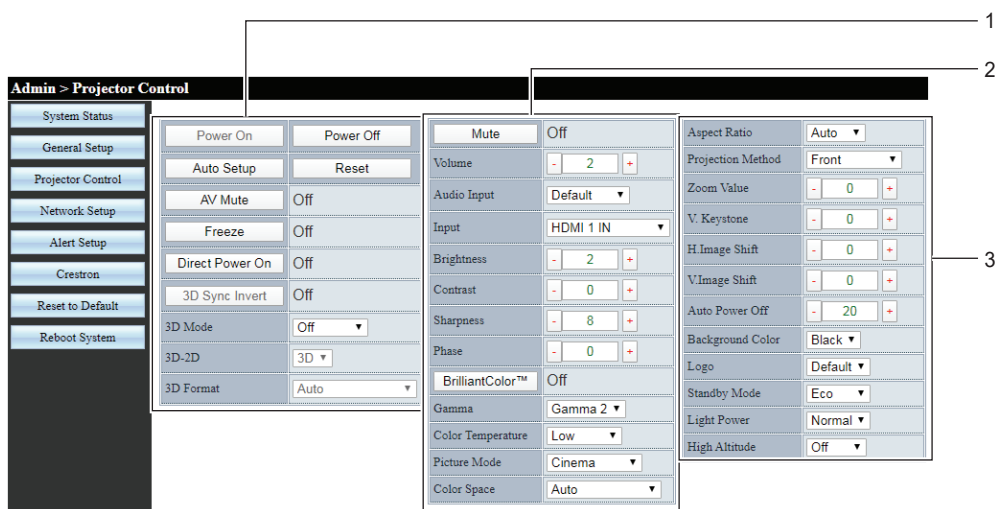 1
2
Admin > Projector Control
3
System Status
General Setup
Projector Control
Network Setup
Alert Setup
Crestron
Reset to Default
Reboot System
Power On Power Off
Auto Setup Reset
AV Mute Off
Freeze Off
Direct Power On Off
3D Sync Invert Off
3D Mode Off
3D-2D 3D
3D Format Auto
Mute Off
Volume - 2 +
Audio Input Default
Input HDMI 1 IN
Brightness - 2 +
Contrast - 0 +
Sharpness - 8 +
Phase - 0 +
BrilliantColor™ Off
Gamma Gamma 2
Color Temperature Low
Picture Mode Cinema
Color Space Auto
Aspect Ratio Auto
Projection Method Front
Zoom Value - 0 +
V. Keystone - 0 +
H.Image Shift - 0 +
V.Image Shift - 0 +
Auto Power Off - 20 +
Background Color Black
Logo Default
Standby Mode Eco
Light Power Normal
High Altitude Off